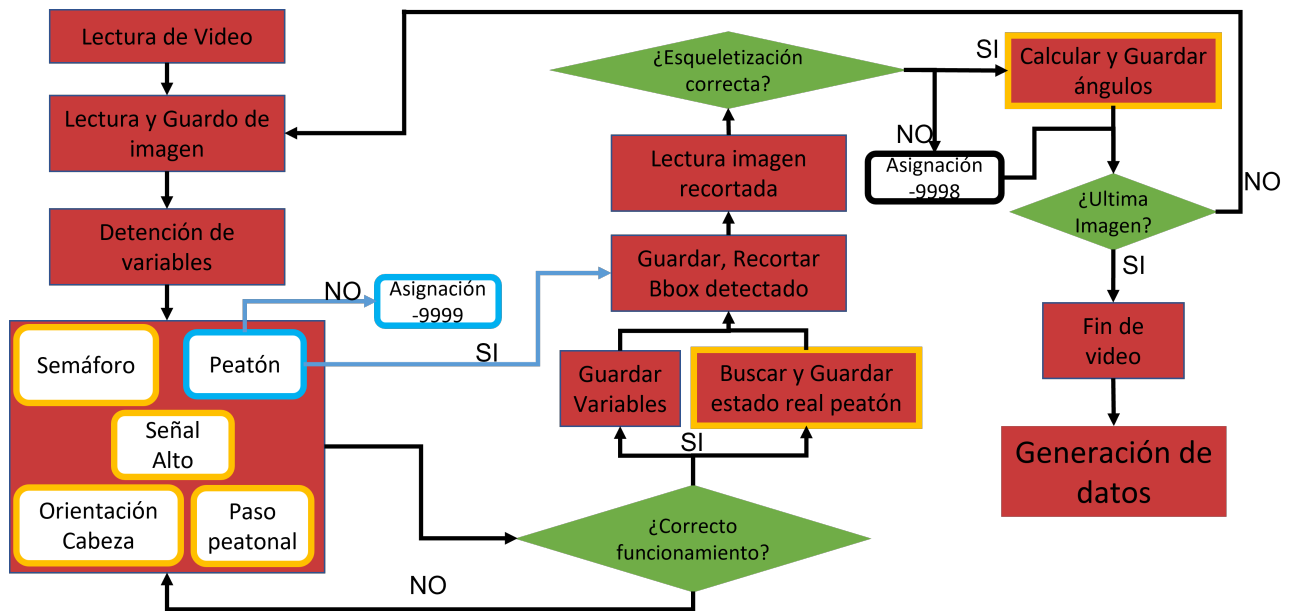 Lectura de Video
Lectura y Guardo de
imagen
Detención de
variables
Semáforo
Peatón
Señal
Alto
Orientación
Cabeza
Paso
peatonal
NO
Asignación
-9999
SI
¿Correcto
funcionamiento?
NO
SI
Guardar
Variables
Buscar y Guardar
estado real peatón
Guardar, Recortar
Bbox detectado
Lectura imagen
recortada
¿Esqueletización
correcta?
SI
NO
Calcular y Guardar
ángulos
Asignación
-9998
¿Ultima
Imagen?
NO
SI
Fin de
video
Generación de
datos